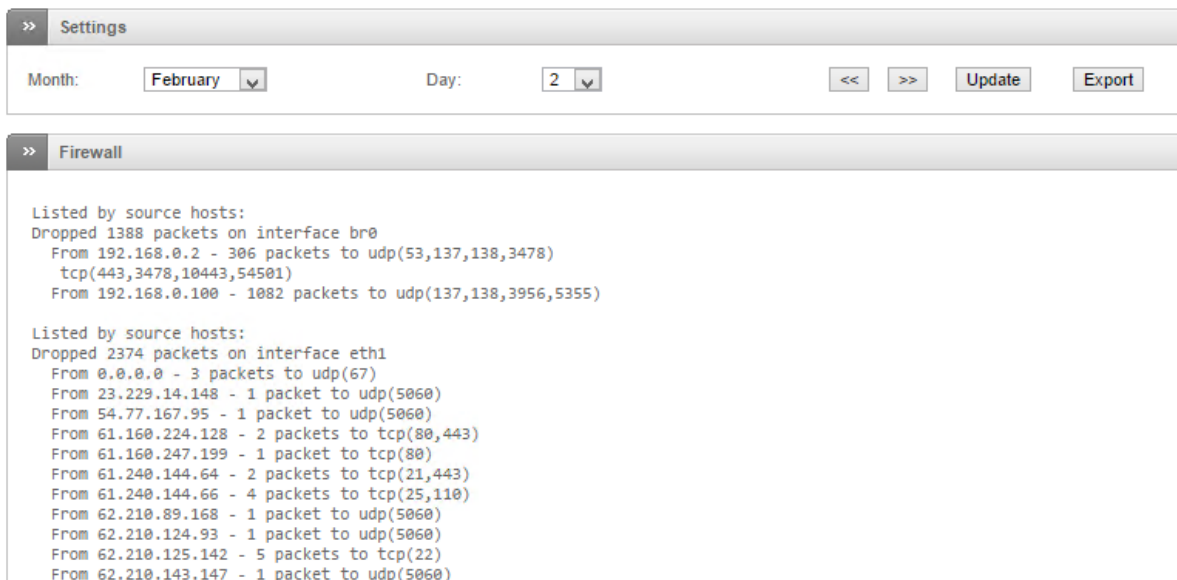 >> Settings
Month: February Day: 2 << >> Update Export
>> Firewall
Listed by source hosts:
Dropped 1388 packets on interface br0
From 192.168.0.2 - 306 packets to udp(53,137,138,3478)
tcp(443,3478,10443,54501)
From 192.168.0.100 - 1082 packets to udp(137,138,3956,5355)
Listed by source hosts:
Dropped 2374 packets on interface eth1
From 0.0.0.0 - 3 packets to udp(67)
From 23.229.14.148 - 1 packet to udp(5060)
From 54.77.167.95 - 1 packet to udp(5060)
From 61.160.224.128 - 2 packets to tcp(80,443)
From 61.160.247.199 - 1 packet to tcp(80)
From 61.240.144.64 - 2 packets to tcp(21,443)
From 61.240.144.66 - 4 packets to tcp(25,110)
From 62.210.89.168 - 1 packet to udp(5060)
From 62.210.124.93 - 1 packet to udp(5060)
From 62.210.125.142 - 5 packets to tcp(22)
From 62.210.143.147 - 1 packet to udp(5060)